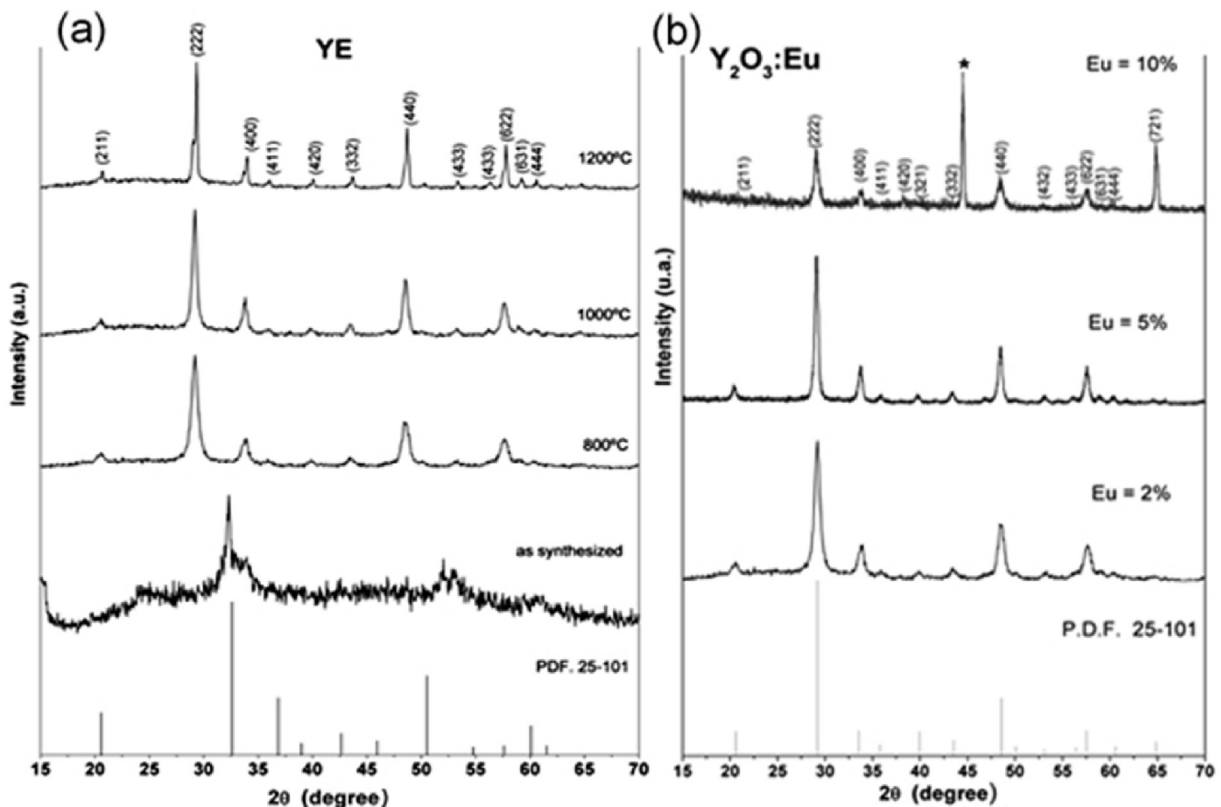 (a)
YE
(211)
(222)
(400)
(411)
(420)
(332)
(440)
(433)
(433)
(622)
(631)
(444)
1200ºC
1000ºC
800ºC
as synthesized
PDF. 25-101
Intensity (a.u.)
15 20 25 30 35 40 45 50 55 60 65 70
2θ (degree)
(b)
Y₂O₃:Eu
*
Eu = 10%
(211)
(222)
(400)
(411)
(420)
(321)
(332)
(440)
(432)
(433)
(622)
(631)
(444)
(721)
Eu = 5%
Eu = 2%
P.D.F. 25-101
Intensity (u.a.)
15 20 25 30 35 40 45 50 55 60 65 70
2θ (degree)